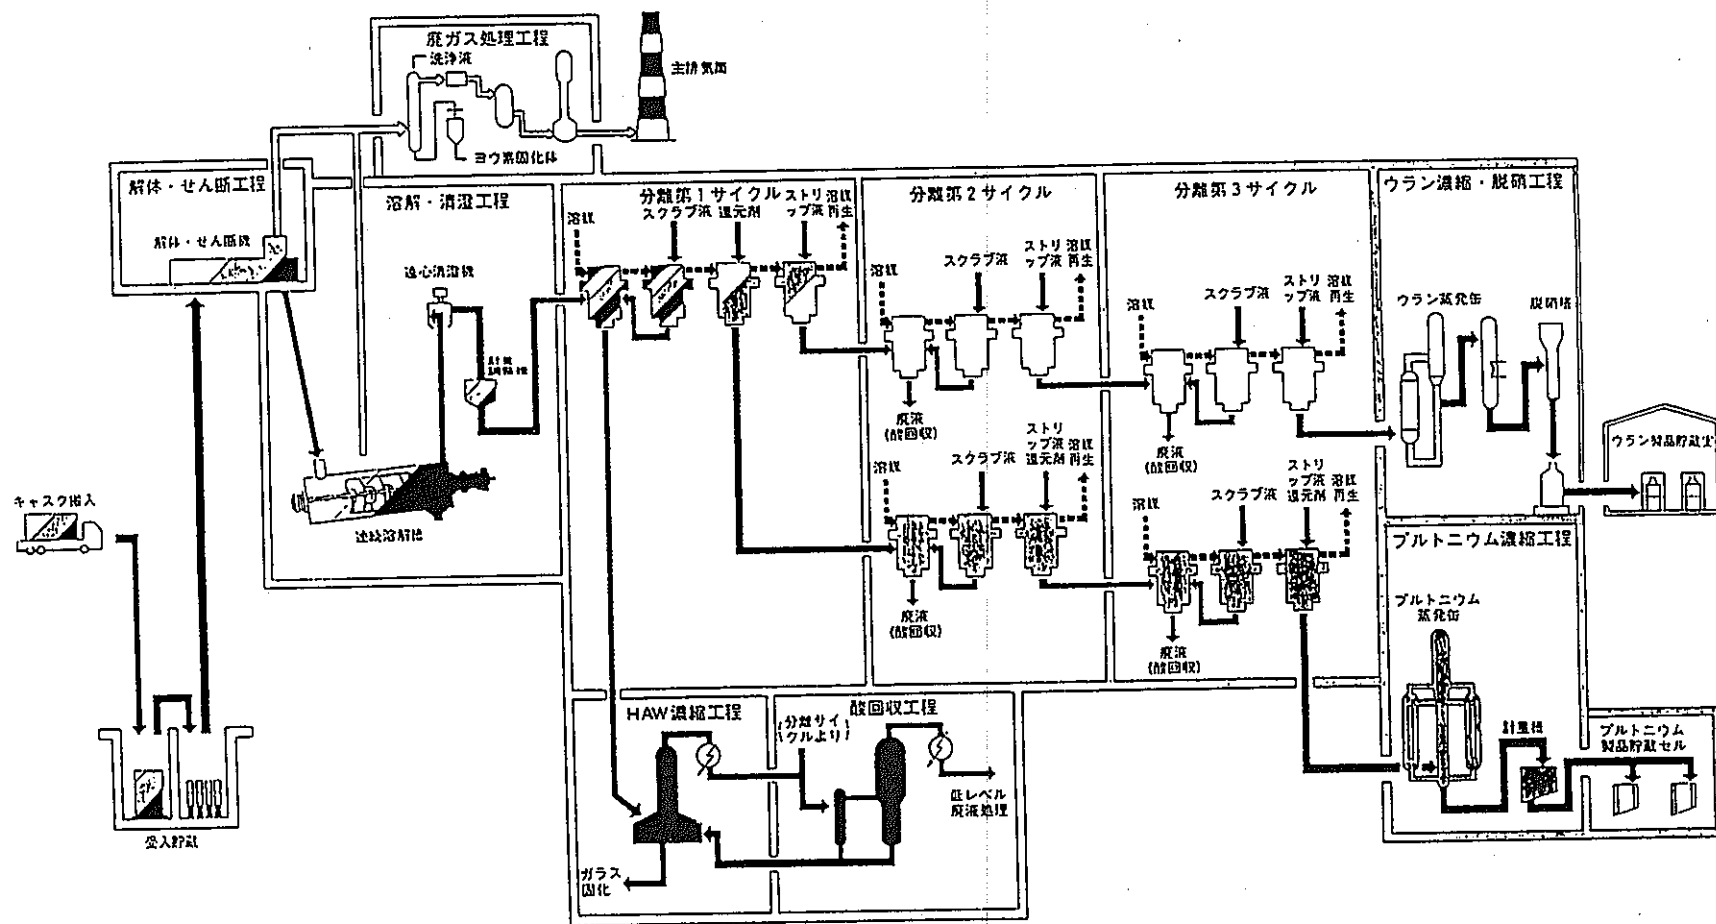 廃ガス処理工程
洗浄液
主排気筒
ヨウ素固化体
解体・せん断工程
解体・せん断機
溶解・清澄工程
遠心清澄機
計量
調整槽
連続溶解槽
キャスク搬入
受入貯蔵
分離第1サイクル
溶媒
スクラブ液
還元剤
ストリ
ップ液
溶媒
再生
分離第2サイクル
溶媒
スクラブ液
ストリ
ップ液
溶媒
再生
廃液
(酸回収)
溶媒
スクラブ液
ストリ
ップ液
還元剤
溶媒
再生
廃液
(酸回収)
分離第3サイクル
溶媒
スクラブ液
ストリ
ップ液
溶媒
再生
廃液
(酸回収)
溶媒
スクラブ液
ストリ
ップ液
還元剤
溶媒
再生
廃液
(酸回収)
ウラン濃縮・脱硝工程
ウラン蒸発缶
脱硝塔
ウラン製品貯蔵室
プルトニウム濃縮工程
プルトニウム
蒸発缶
計量槽
プルトニウム
製品貯蔵セル
HAW濃縮工程
ガラス
固化
酸回収工程
(分離サイ
クルより)
低レベル
廃液処理